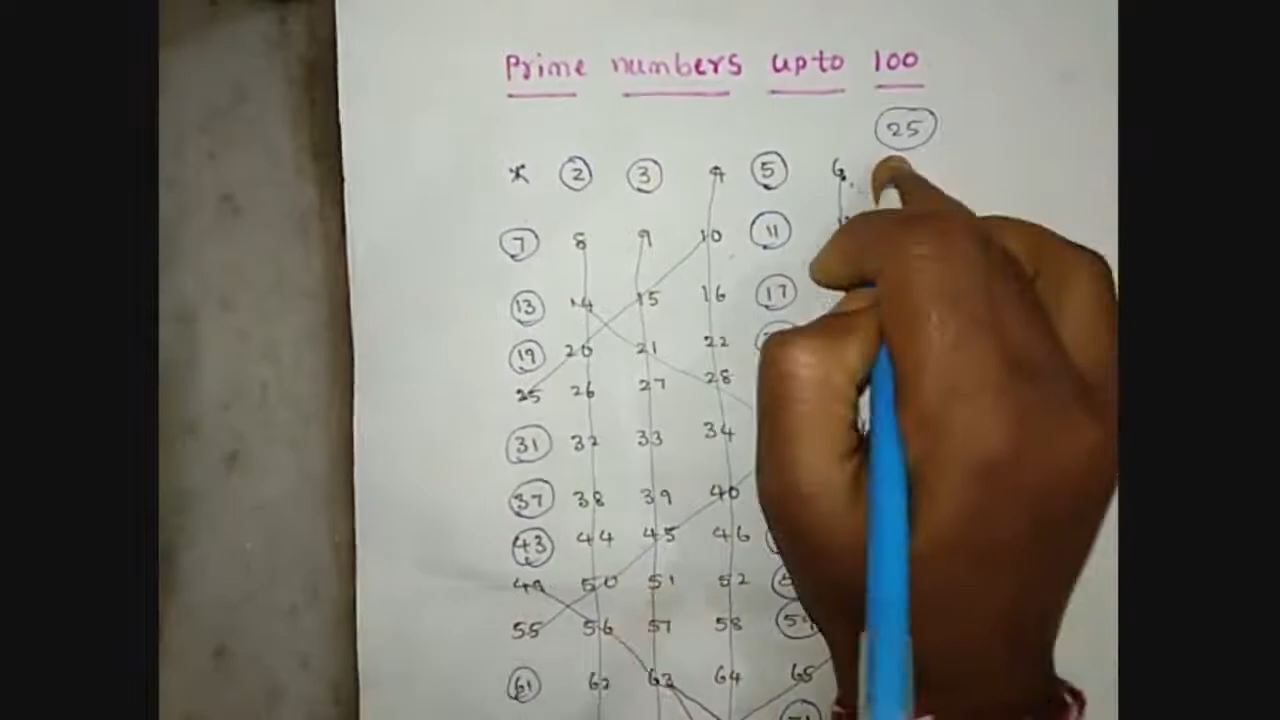 Prime numbers upto 100
25
2 3 4 5 6
7 8 9 10 11
13 14 15 16 17
19 20 21 22
25 26 27 28
31 32 33 34
37 38 39 40
43 44 45 46
49 50 51 52
55 56 57 58 59
61 62 63 64 65
71